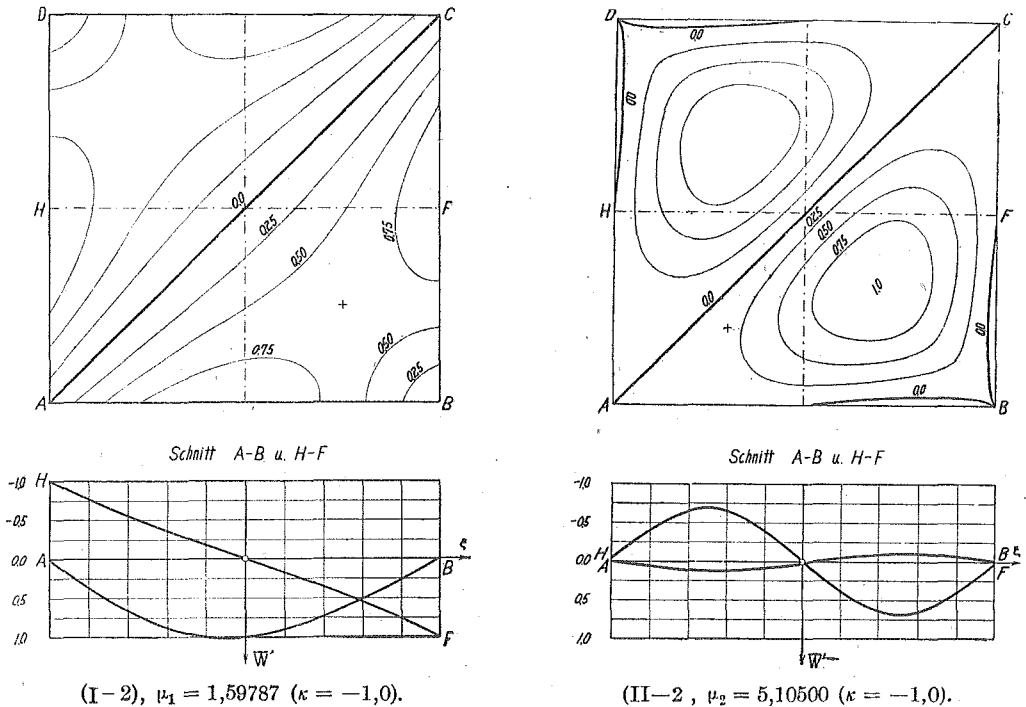 D
C
0.0
H
F
0.25
0.50
0.75
0.75
0.50
0.25
A
B
Schnitt A-B u. H-F
-1,0
H
-0,5
0,0
A
ξ
B
0,5
1,0
F
W̅'
(I-2), μ₁ = 1,59787 (κ = −1,0).
D
C
0.0
0.0
H
F
0.25
0.50
0.75
1.0
0.0
0.0
0.0
A
B
Schnitt A-B u. H-F
-1,0
-0,5
H
B
ξ
0,0
A
F
0,5
1,0
(II—2 , μ₂ = 5,10500 (κ = −1,0).